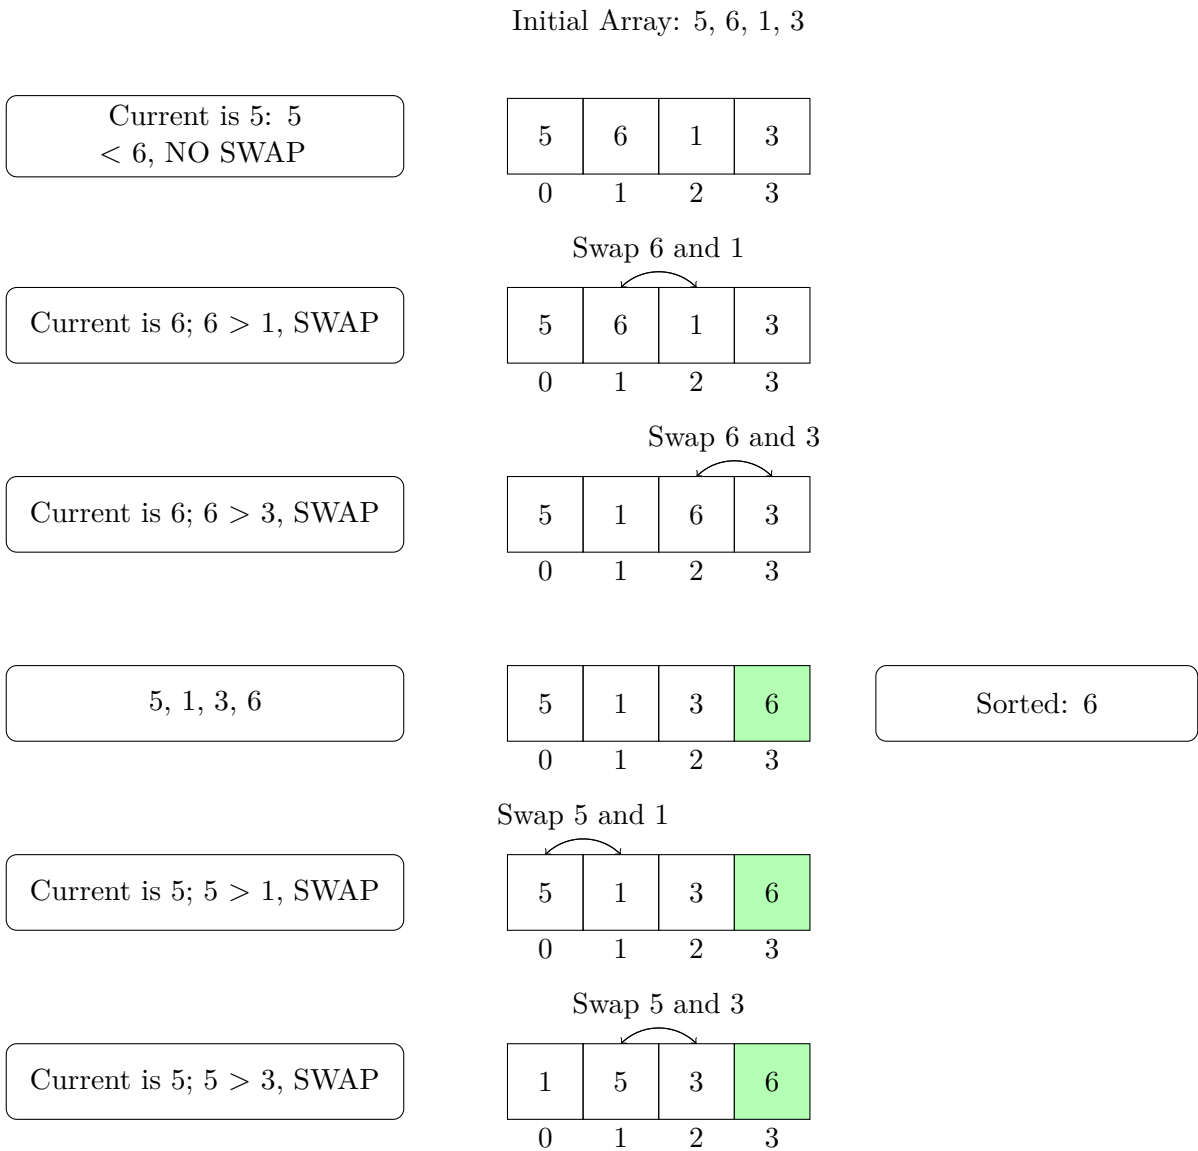 Initial Array: 5, 6, 1, 3
Current is 5: 5
< 6, NO SWAP
5 6 1 3
0 1 2 3
Swap 6 and 1
Current is 6; 6 > 1, SWAP
5 6 1 3
0 1 2 3
Swap 6 and 3
Current is 6; 6 > 3, SWAP
5 1 6 3
0 1 2 3
5, 1, 3, 6
5 1 3 6
Sorted: 6
0 1 2 3
Swap 5 and 1
Current is 5; 5 > 1, SWAP
5 1 3 6
0 1 2 3
Swap 5 and 3
Current is 5; 5 > 3, SWAP
1 5 3 6
0 1 2 3